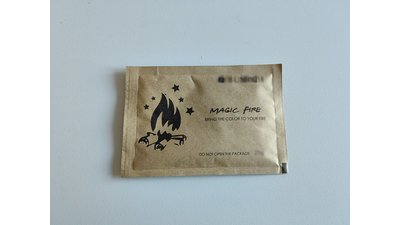 MAGIC FIRE
BRING THE COLOR TO YOUR FIRE
DO NOT OPEN THE PACKAGE